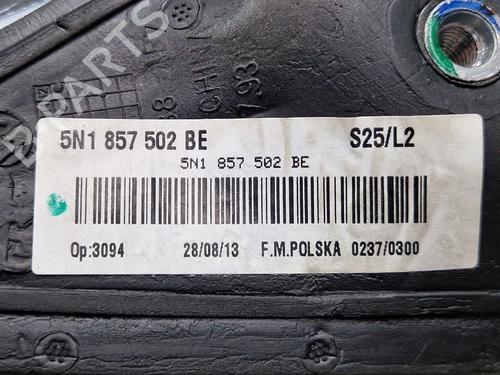 PARTS
5N1 857 502 BE S25/L2
5N1 857 502 BE
Op:3094 28/08/13 F.M.POLSKA 0237/0300